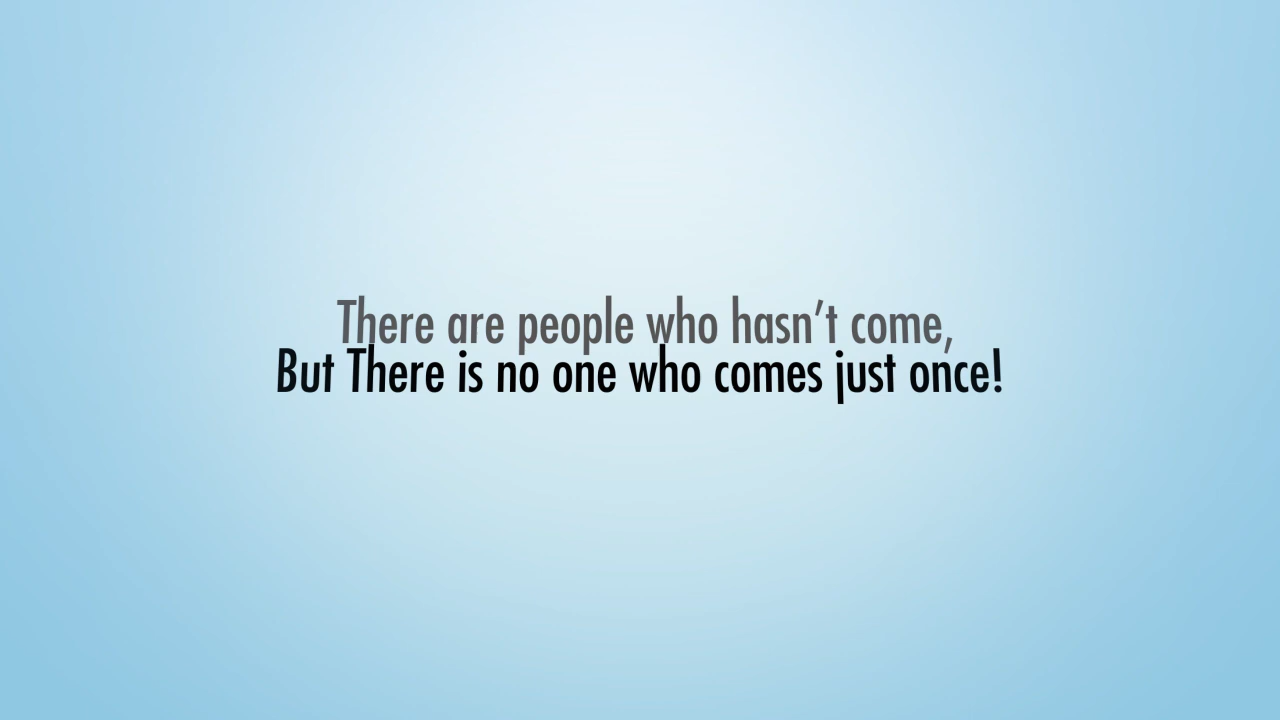 There are people who hasn’t come,
But There is no one who comes just once!